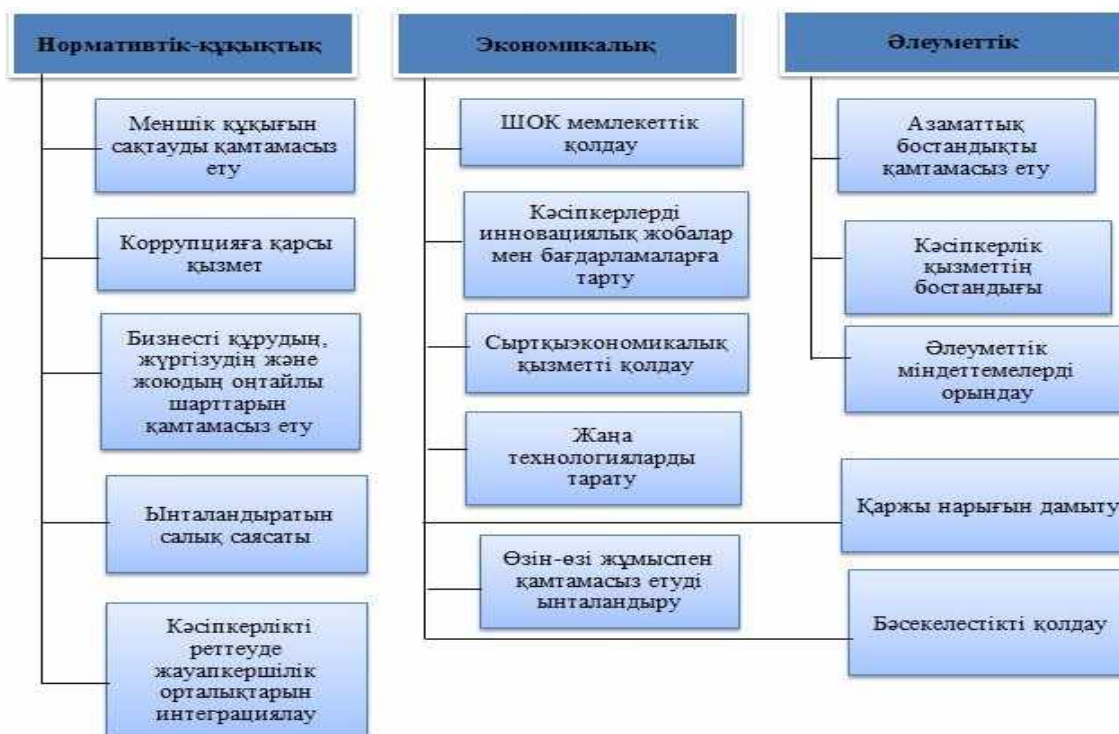 Нормативтік-құқықтық
Меншік құқығын
сақтауды қамтамасыз
ету
Коррупцияға қарсы
қызмет
Бизнесті құрудың,
жүргізудің және
жоюдың оңтайлы
шарттарын
қамтамасыз ету
Ынталандыратын
салық саясаты
Кәсіпкерлікті
реттеуде
жауапкершілік
орталықтарын
интеграциялау
Экономикалық
ШОК мемлекеттік
қолдау
Кәсіпкерлерді
инновациялық жобалар
мен бағдарламаларға
тарту
Сыртқыэкономикалық
қызметті қолдау
Жаңа
технологияларды
тарату
Өзін-өзі жұмыспен
қамтамасыз етуді
ынталандыру
Қаржы нарығын дамыту
Бәсекелестікті қолдау
Әлеуметтік
Азаматтық
бостандықты
қамтамасыз ету
Кәсіпкерлік
қызметтің
бостандығы
Әлеуметтік
міндеттемелерді
орындау